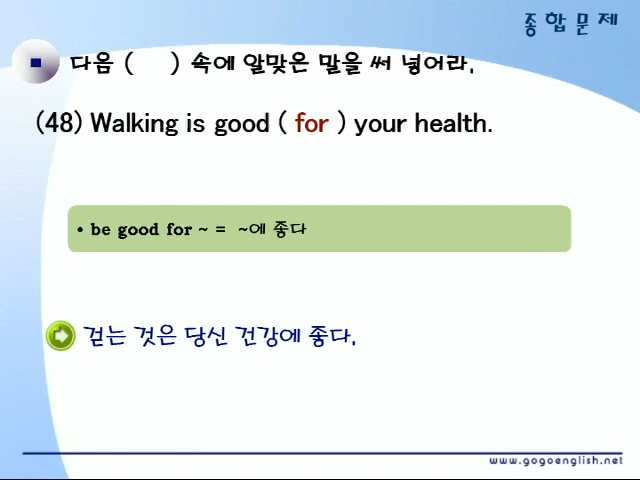 종합문제
다음 (    ) 속에 알맞은 말을 써 넣어라.
(48) Walking is good ( for ) your health.
• be good for ~ = ~에 좋다
걷는 것은 당신 건강에 좋다.
www.gogoenglish.net